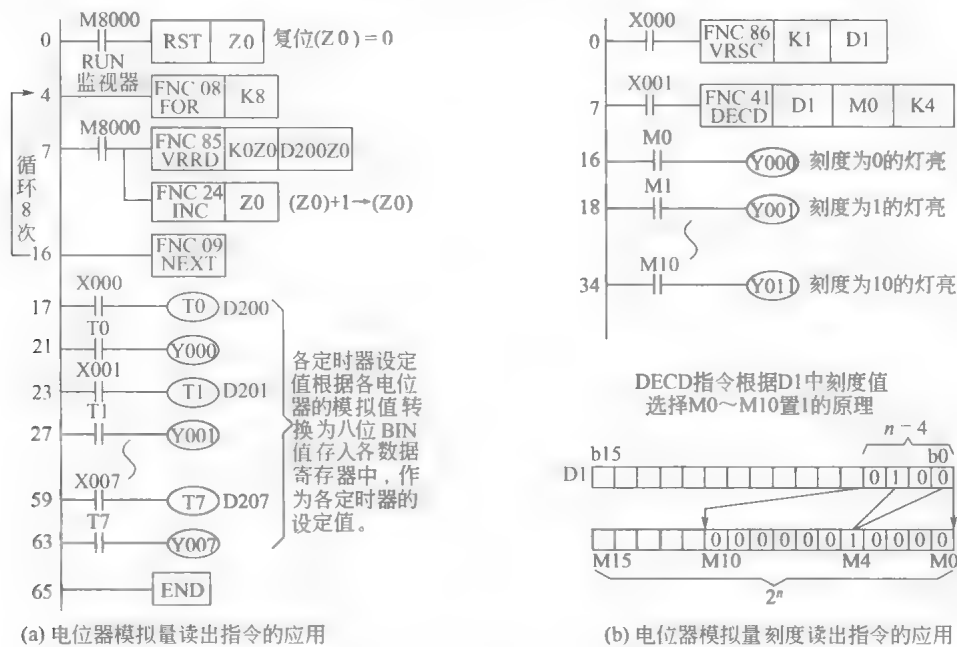 M8000
0 RST Z0 复位(Z0)=0
RUN
监视器
4 FNC 08 FOR K8
M8000
7 FNC 85 VRRD K0Z0 D200Z0
FNC 24 INC Z0 (Z0)+1→(Z0)
循环8次
16 FNC 09 NEXT
X000
17 T0 D200
T0
21 Y000
X001
23 T1 D201
T1
27 Y001
X007
59 T7 D207
T7
63 Y007
65 END
各定时器设定
值根据各电位
器的模拟值转
换为八位BIN
值存入各数据
寄存器中，作
为各定时器的
设定值。
(a) 电位器模拟量读出指令的应用
X000
0 FNC 86 VRSC K1 D1
X001
7 FNC 41 DECD D1 M0 K4
M0
16 Y000 刻度为0的灯亮
M1
18 Y001 刻度为1的灯亮
M10
34 Y011 刻度为10的灯亮
DECD指令根据D1中刻度值
选择M0～M10置1的原理
n=4
b15 b0
D1 0 1 0 0
0 0 0 0 0 0 1 0 0 0 0
M15 M10 M4 M0
2ⁿ
(b) 电位器模拟量刻度读出指令的应用